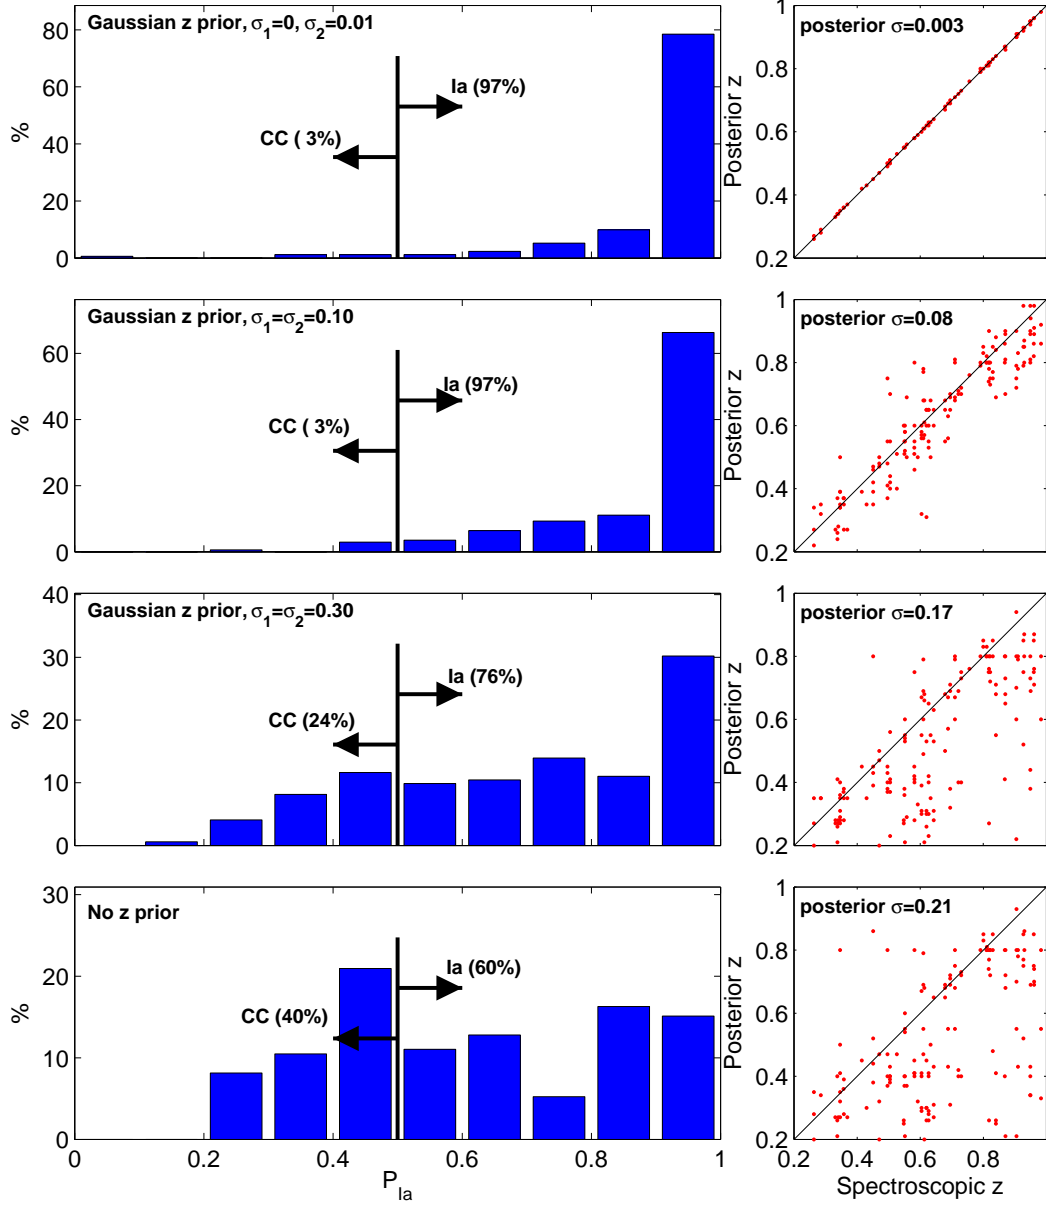 Gaussian z prior, σ₁=0, σ₂=0.01
Ia (97%)
CC ( 3%)
%
80
60
40
20
0
posterior σ=0.003
Posterior z
1
0.8
0.6
0.4
0.2
Gaussian z prior, σ₁=σ₂=0.10
Ia (97%)
CC ( 3%)
%
60
40
20
0
posterior σ=0.08
Posterior z
1
0.8
0.6
0.4
0.2
Gaussian z prior, σ₁=σ₂=0.30
Ia (76%)
CC (24%)
%
40
30
20
10
0
posterior σ=0.17
Posterior z
1
0.8
0.6
0.4
0.2
No z prior
Ia (60%)
CC (40%)
%
30
20
10
0
0 0.2 0.4 0.6 0.8 1
P_Ia
posterior σ=0.21
Posterior z
1
0.8
0.6
0.4
0.2
0.2 0.4 0.6 0.8
Spectroscopic z